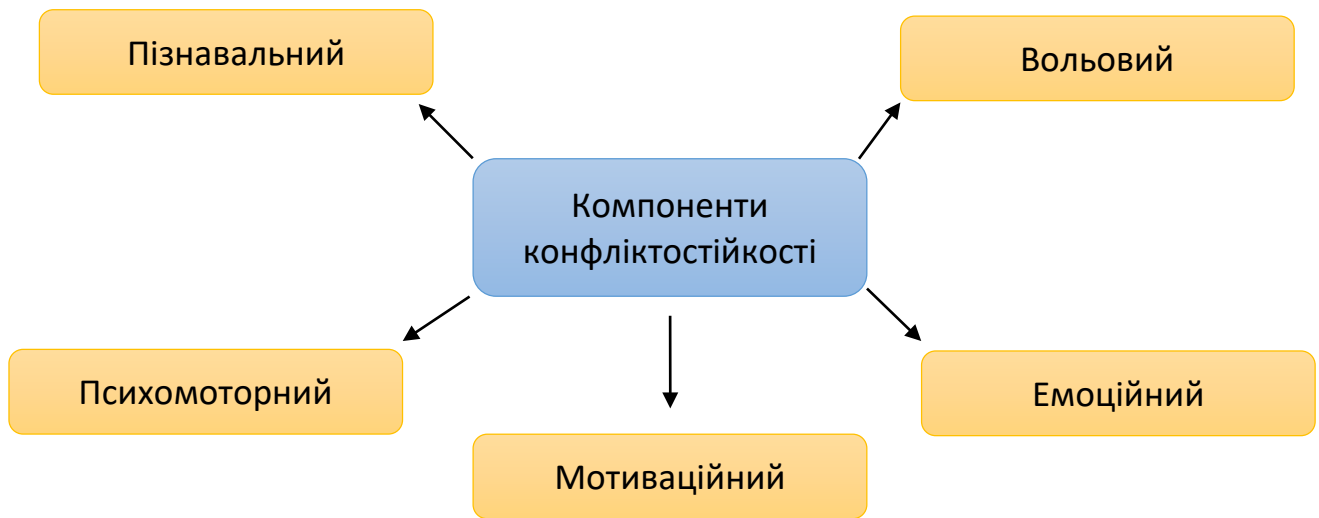 Пізнавальний
Вольовий
Компоненти
конфліктостійкості
Психомоторний
Емоційний
Мотиваційний